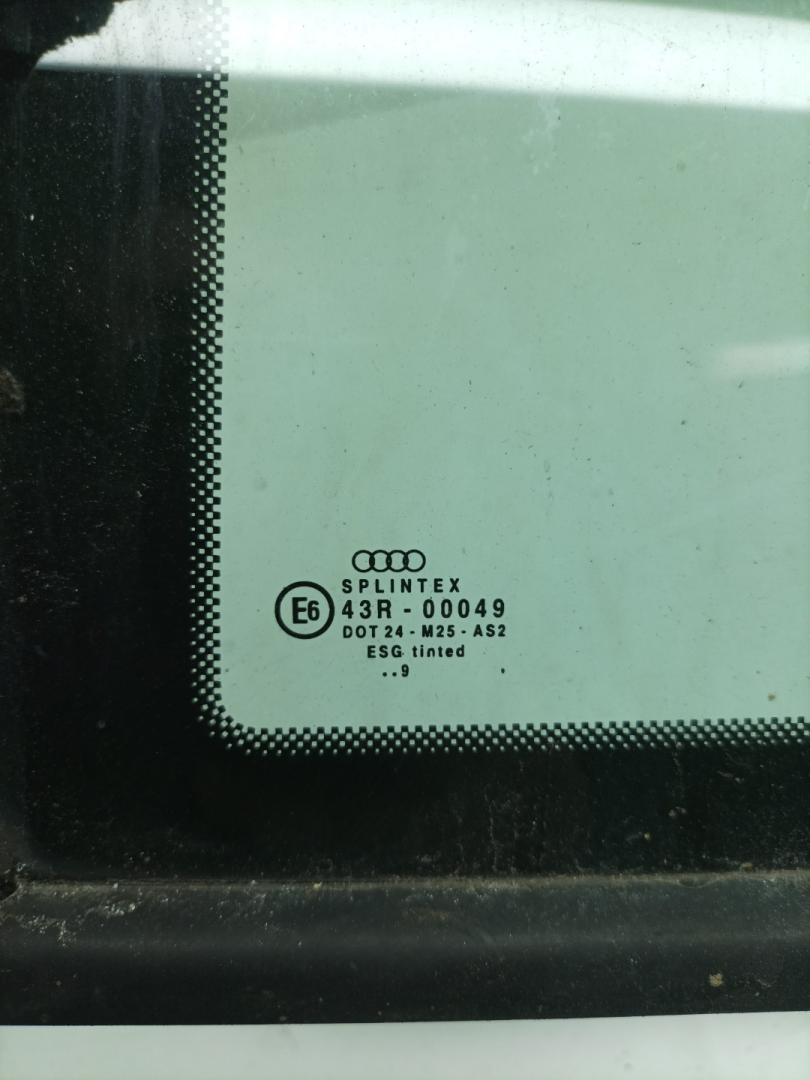 SPLINTEX
E6 43R - 00049
DOT 24 - M25 - AS2
ESG tinted
..9 .